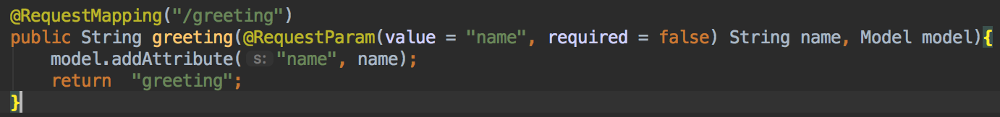 @RequestMapping("/greeting")
public String greeting(@RequestParam(value = "name", required = false) String name, Model model){
    model.addAttribute( s: "name", name);
    return  "greeting";
}